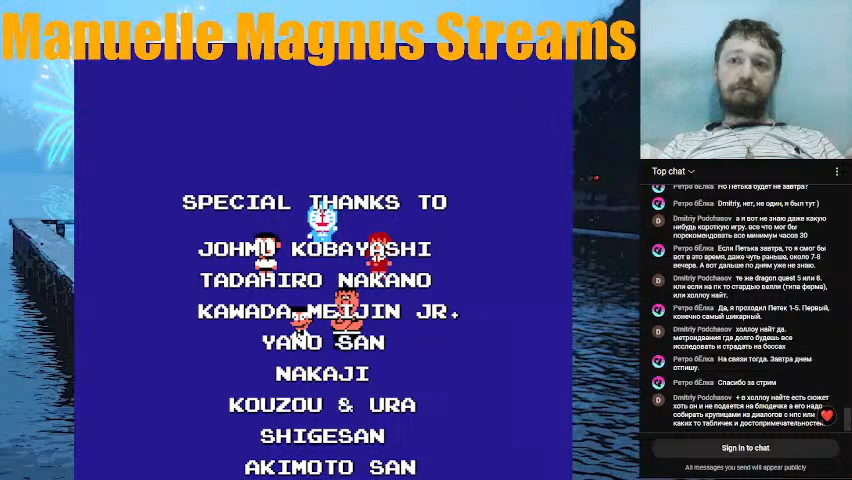 Manuelle Magnus Streams
SPECIAL THANKS TO
JOHMU KOBAYASHI
TADAHIRO NAKANO
KAWADA MEIJIN JR.
YANO SAN
NAKAJI
KOUZOU & URA
SHIGESAN
AKIMOTO SAN
Top chat
Ретро бЁлка Но Петька будет не завтра?
Ретро бЁлка Dmitriy, нет, не один, я был тут )
Dmitriy Podchasov а я вот не знаю даже какую
нибудь короткую игру. все что мог бы
порекомендовать все минимум часов 30
Ретро бЁлка Если Петька завтра, то я смог бы
вот в это время, даже чуть раньше, около 7-8
вечера. А вот дальше по дням уже не знаю.
Dmitriy Podchasov те же dragon quest 5 или 8.
или если на пк то стардью велли (типа ферма),
или холлоу найт.
Ретро бЁлка Да, я проходил Петек 1-5. Первый,
конечно самый шикарный.
Dmitriy Podchasov холлоу найт да.
метроидвания где долго будешь все
исследовать и страдать на боссах
Ретро бЁлка На связи тогда. Завтра днем
отпишу.
Ретро бЁлка Спасибо за стрим
Dmitriy Podchasov + в холлоу найте есть сюжет
хоть он и не подается на блюдечке а его надо
собирать крупицами из диалогов с нпс или
каких то табличек и достопримечательностей.
Sign in to chat
All messages you send will appear publicly